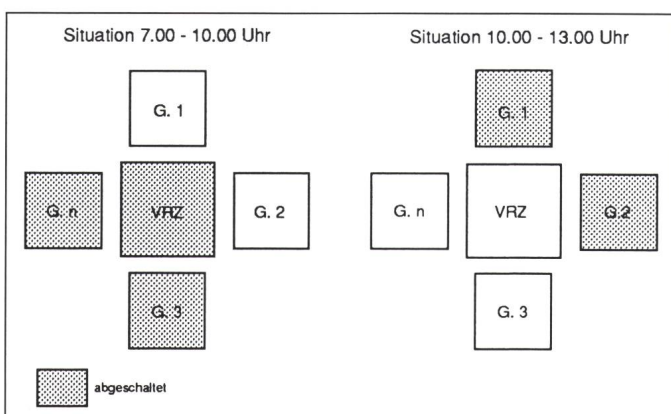 Situation 7.00 - 10.00 Uhr
Situation 10.00 - 13.00 Uhr
G. 1
G. 1
G. n
VRZ
G. 2
G. n
VRZ
G.2
G. 3
G. 3
abgeschaltet